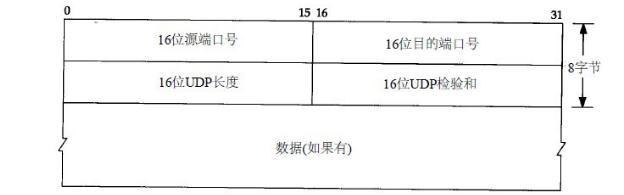 0 15 16 31
16位源端口号 16位目的端口号
8字节
16位UDP长度 16位UDP检验和
数据(如果有)